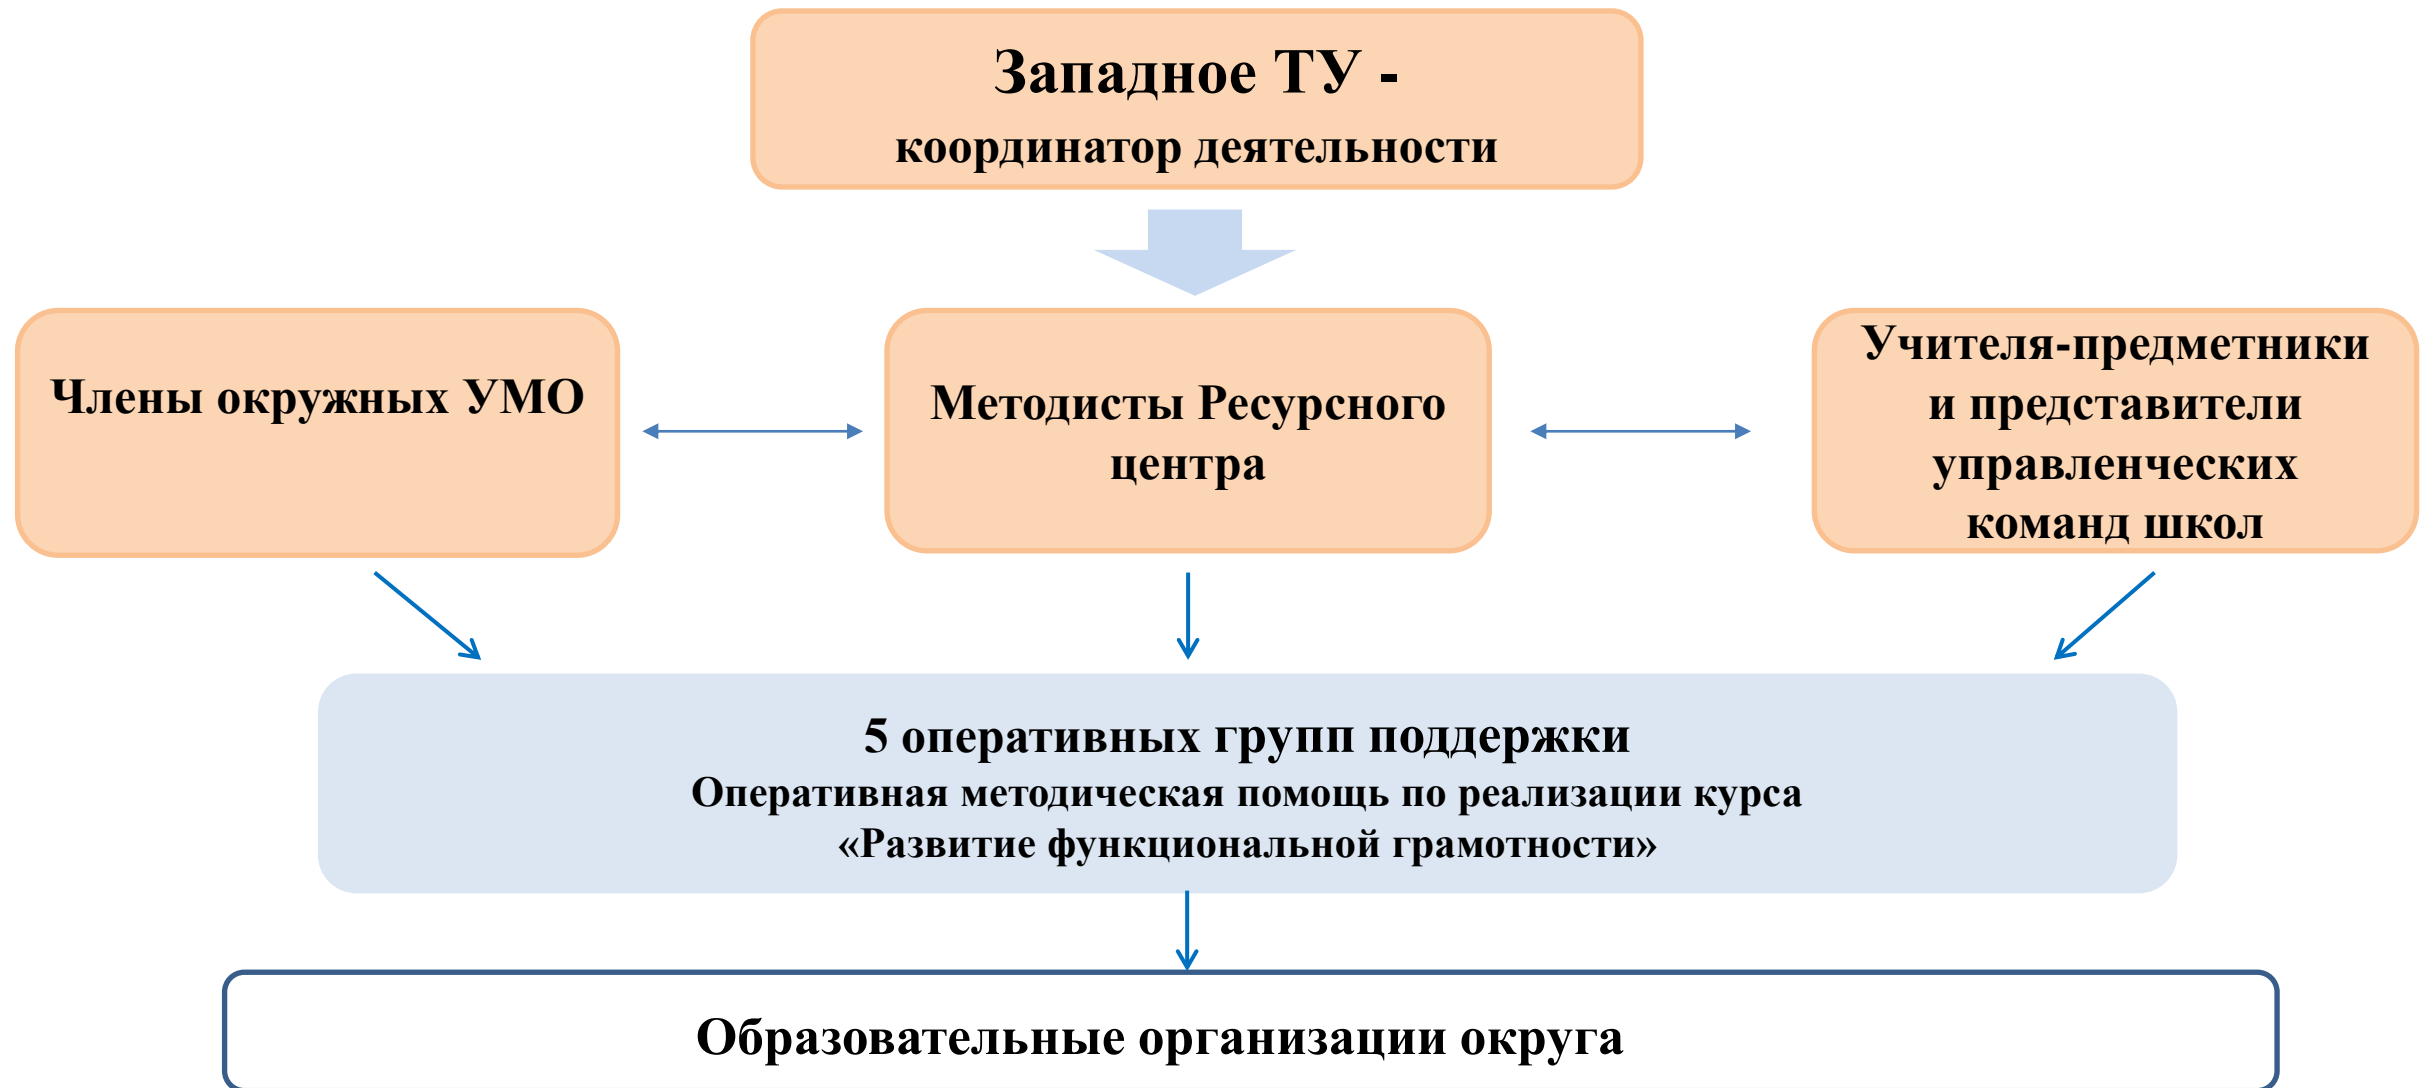 Западное ТУ -
координатор деятельности
Члены окружных УМО
Методисты Ресурсного
центра
Учителя-предметники
и представители
управленческих
команд школ
5 оперативных групп поддержки
Оперативная методическая помощь по реализации курса
«Развитие функциональной грамотности»
Образовательные организации округа